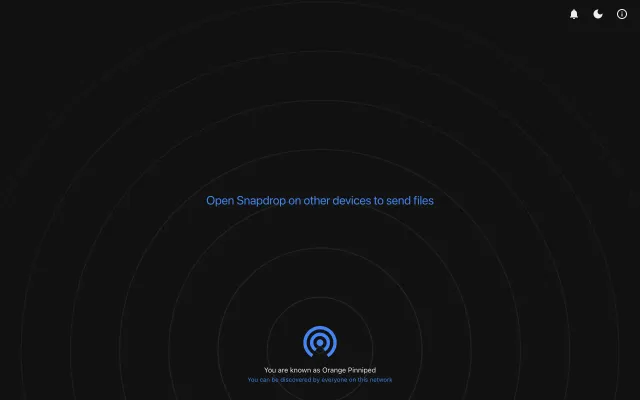 Open Snapdrop on other devices to send files
You are known as Orange Pinniped
You can be discovered by everyone on this network